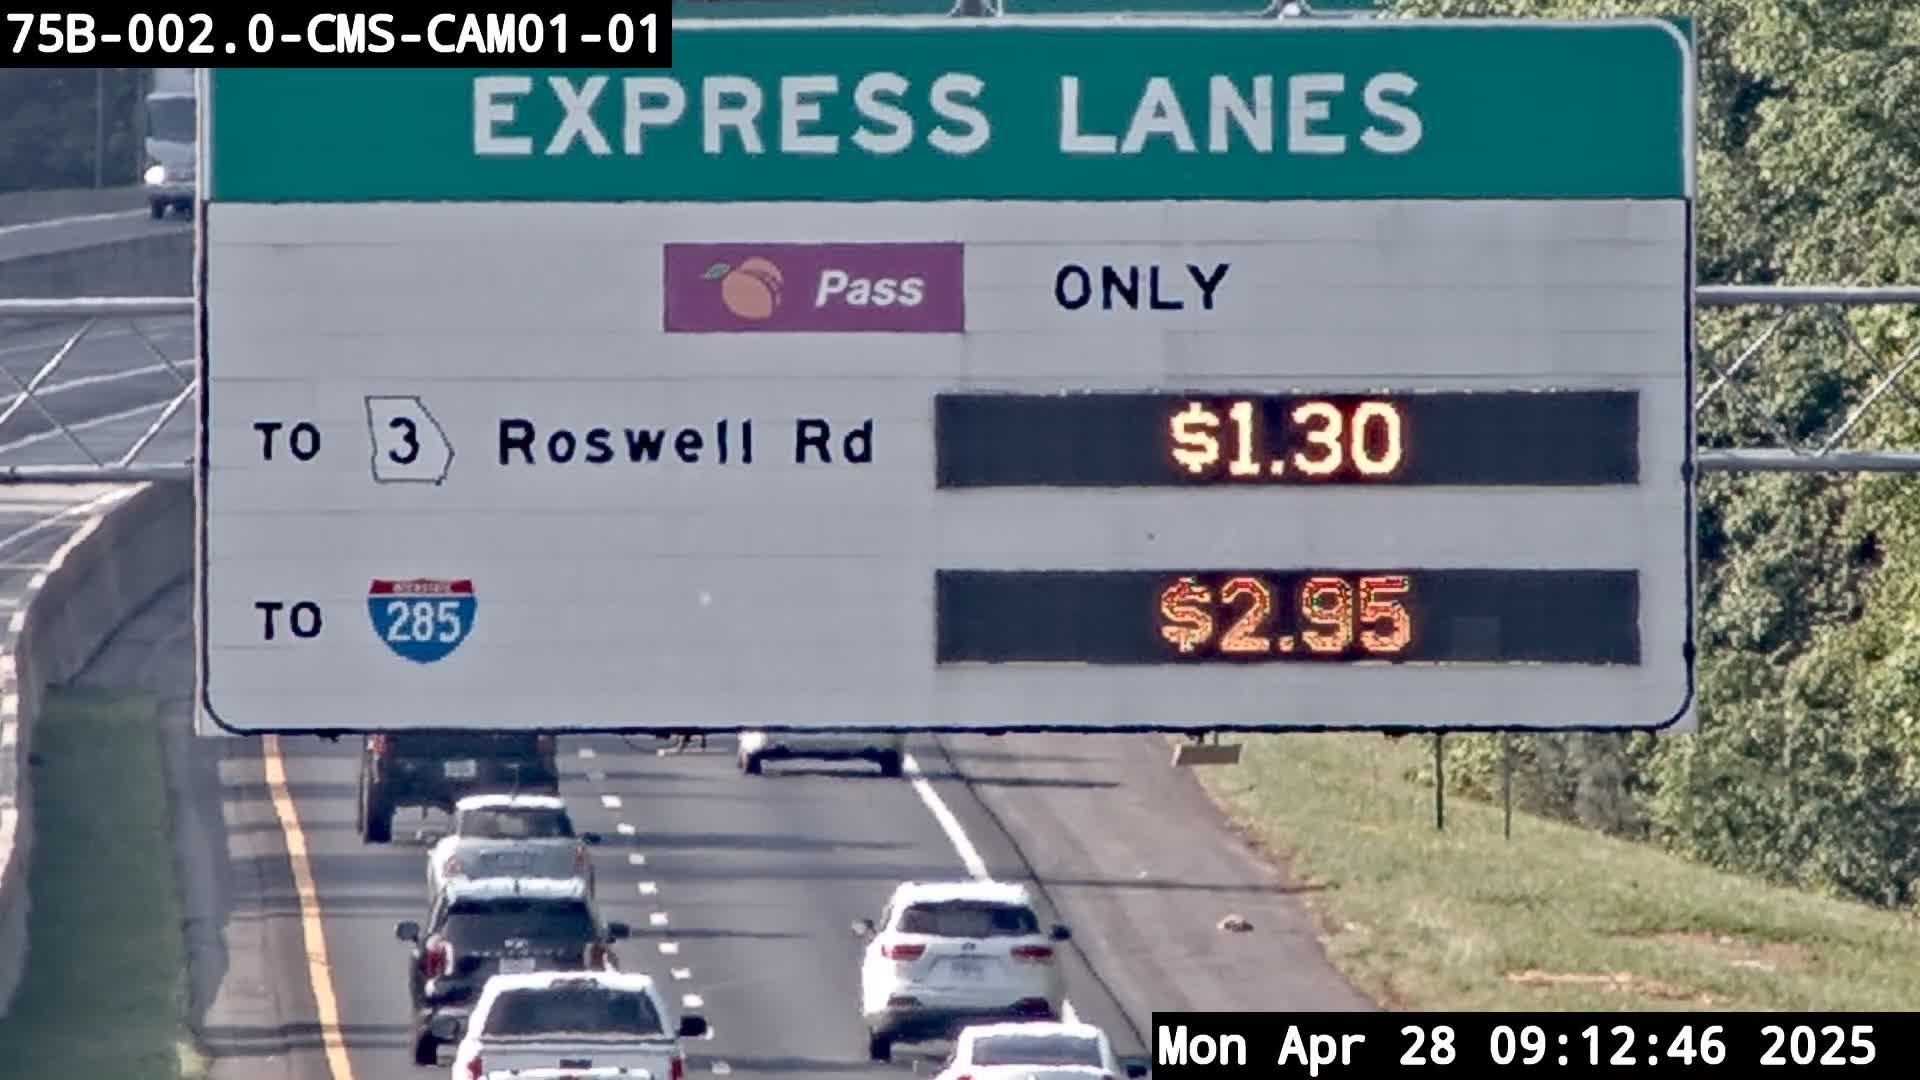 75B-002.0-CMS-CAM01-01
EXPRESS LANES
Pass ONLY
TO 3 Roswell Rd $1.30
TO INTERSTATE 285 $2.95
Mon Apr 28 09:12:46 2025